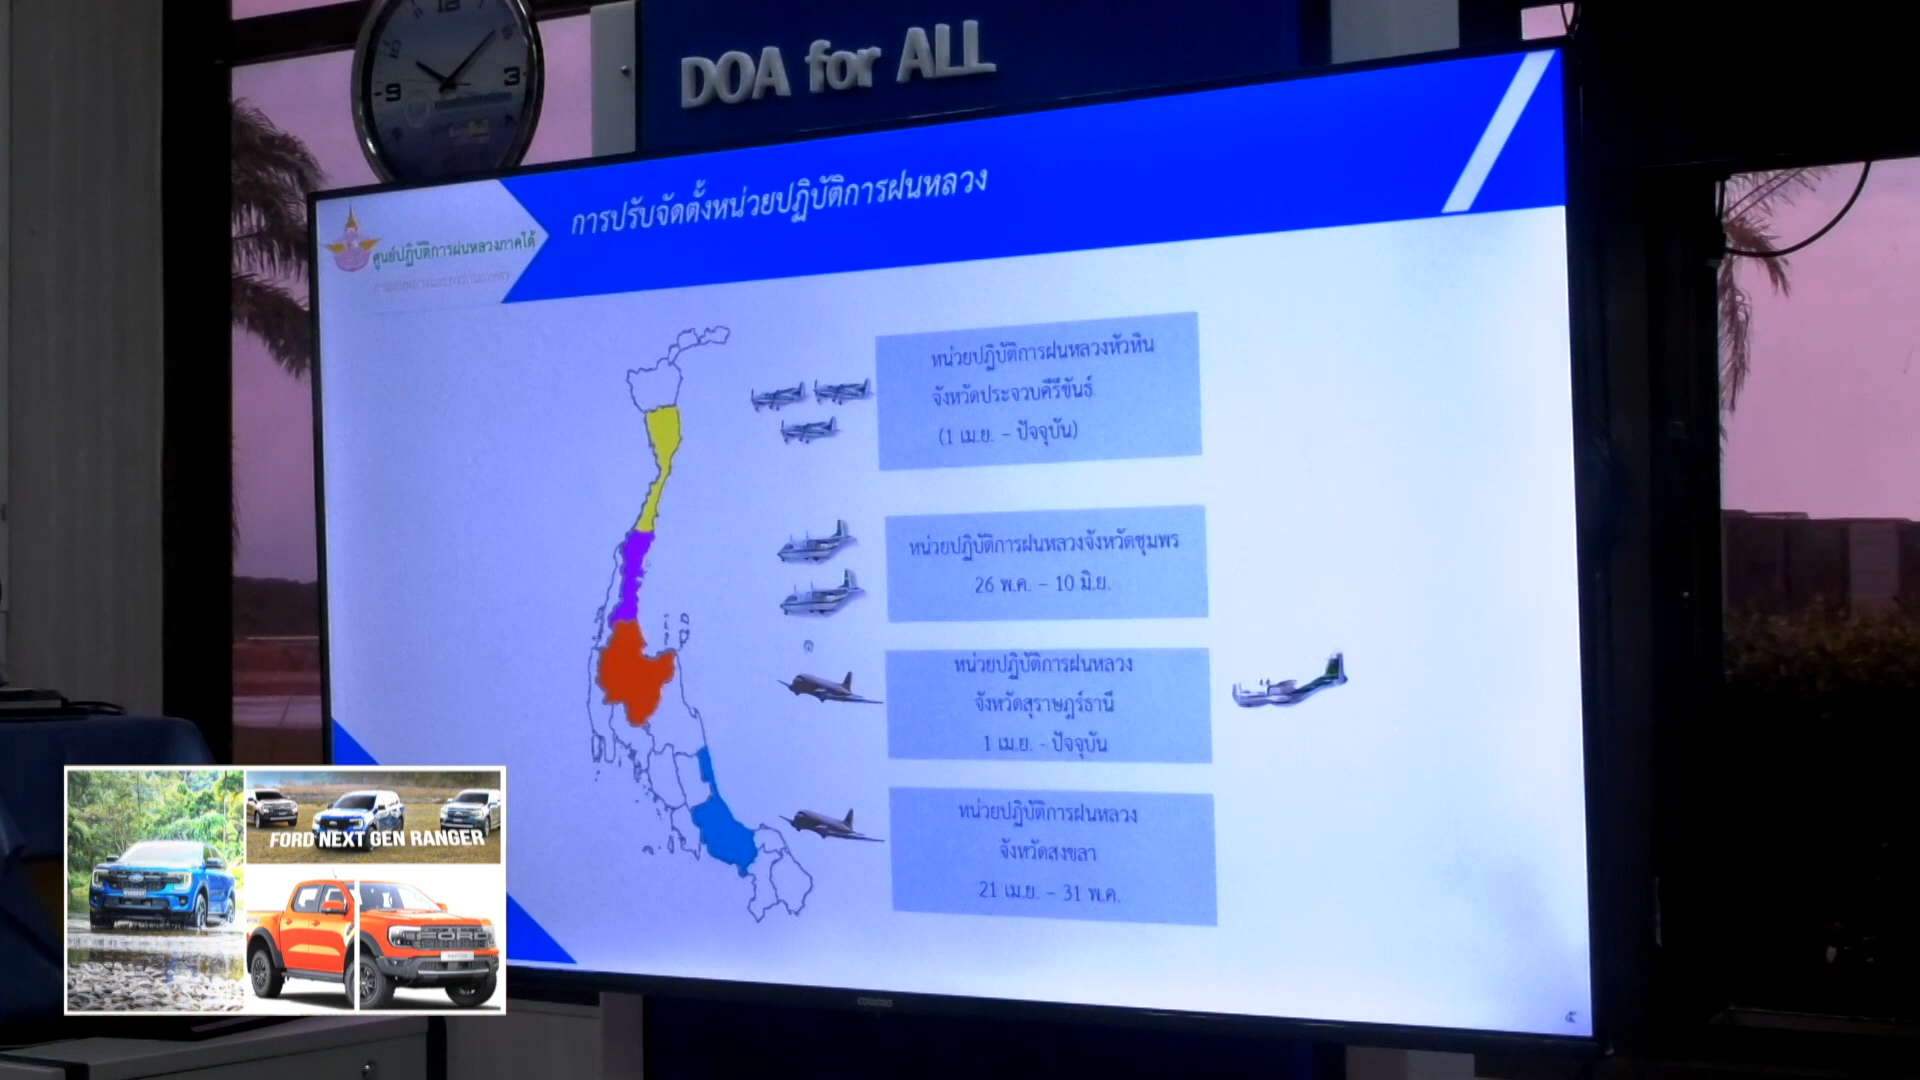 12
3
9
DOA for ALL
การปรับจัดตั้งหน่วยปฏิบัติการฝนหลวง
ศูนย์ปฏิบัติการฝนหลวงภาคใต้
หน่วยปฏิบัติการฝนหลวงหัวหิน
จังหวัดประจวบคีรีขันธ์
(1 เม.ย. – ปัจจุบัน)
หน่วยปฏิบัติการฝนหลวงจังหวัดชุมพร
26 พ.ค. – 10 มิ.ย.
หน่วยปฏิบัติการฝนหลวง
จังหวัดสุราษฎร์ธานี
1 เม.ย. - ปัจจุบัน
หน่วยปฏิบัติการฝนหลวง
จังหวัดสงขลา
21 เม.ย. – 31 พ.ค.
๕
FORD NEXT GEN RANGER
FORD